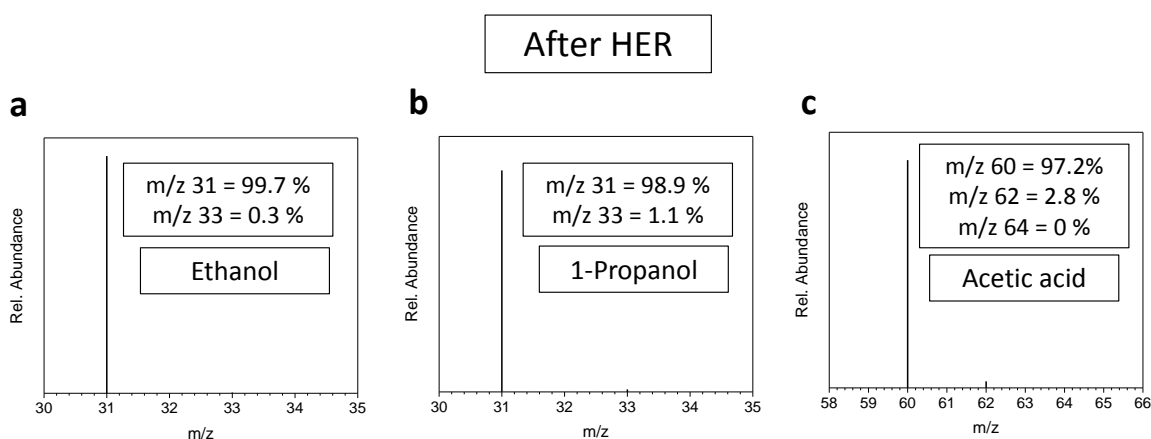 After HER
a
m/z 31 = 99.7 %
m/z 33 = 0.3 %
Ethanol
Rel. Abundance
30 31 32 33 34 35
m/z
b
m/z 31 = 98.9 %
m/z 33 = 1.1 %
1-Propanol
Rel. Abundance
30 31 32 33 34 35
m/z
c
m/z 60 = 97.2%
m/z 62 = 2.8 %
m/z 64 = 0 %
Acetic acid
Rel. Abundance
58 59 60 61 62 63 64 65 66
m/z